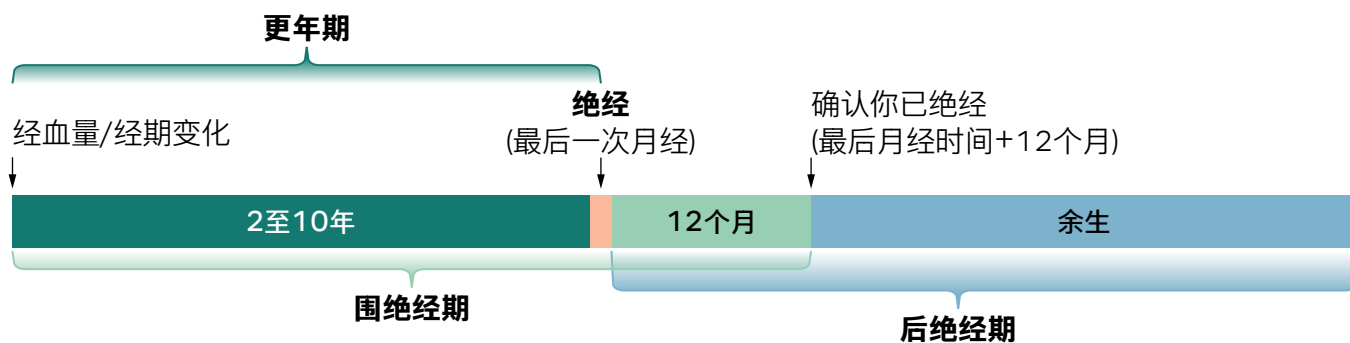 更年期
经血量/经期变化
绝经
(最后一次月经)
确认你已绝经
(最后月经时间+12个月)
2至10年
12个月
余生
围绝经期
后绝经期